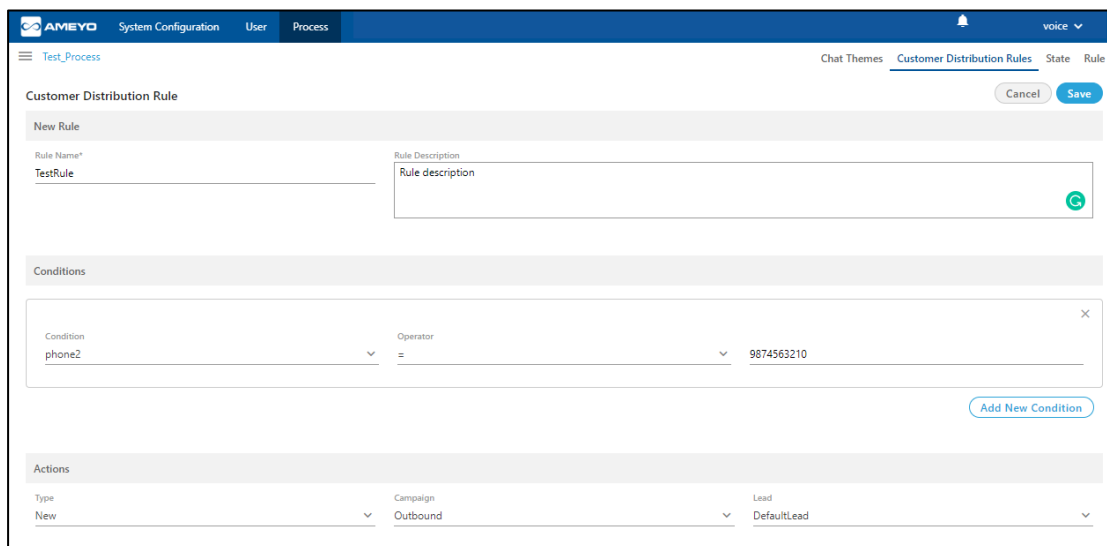 AMEYO System Configuration User Process voice
Test_Process Chat Themes Customer Distribution Rules State Rule
Customer Distribution Rule Cancel Save
New Rule
Rule Name* Rule Description
TestRule Rule description
Conditions
Condition Operator
phone2 = 9874563210
Add New Condition
Actions
Type Campaign Lead
New Outbound DefaultLead